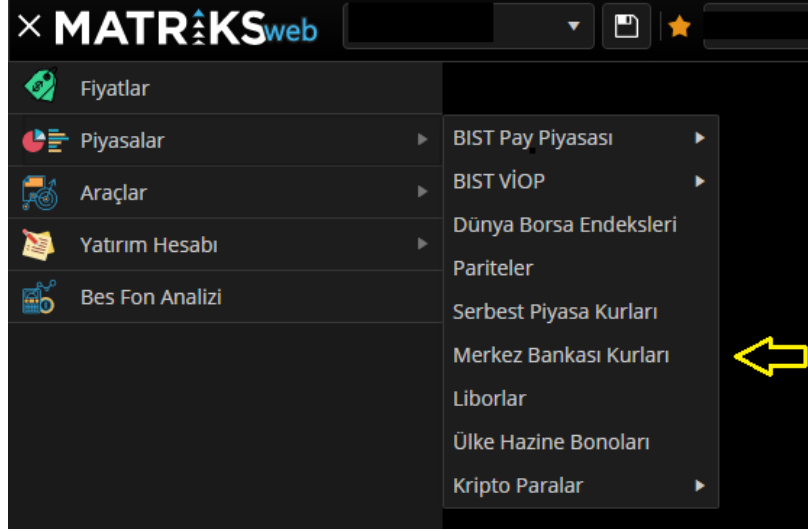 MATRİKSweb
Fiyatlar
Piyasalar
Araçlar
Yatırım Hesabı
Bes Fon Analizi
BIST Pay Piyasası
BIST VİOP
Dünya Borsa Endeksleri
Pariteler
Serbest Piyasa Kurları
Merkez Bankası Kurları
Liborlar
Ülke Hazine Bonoları
Kripto Paralar